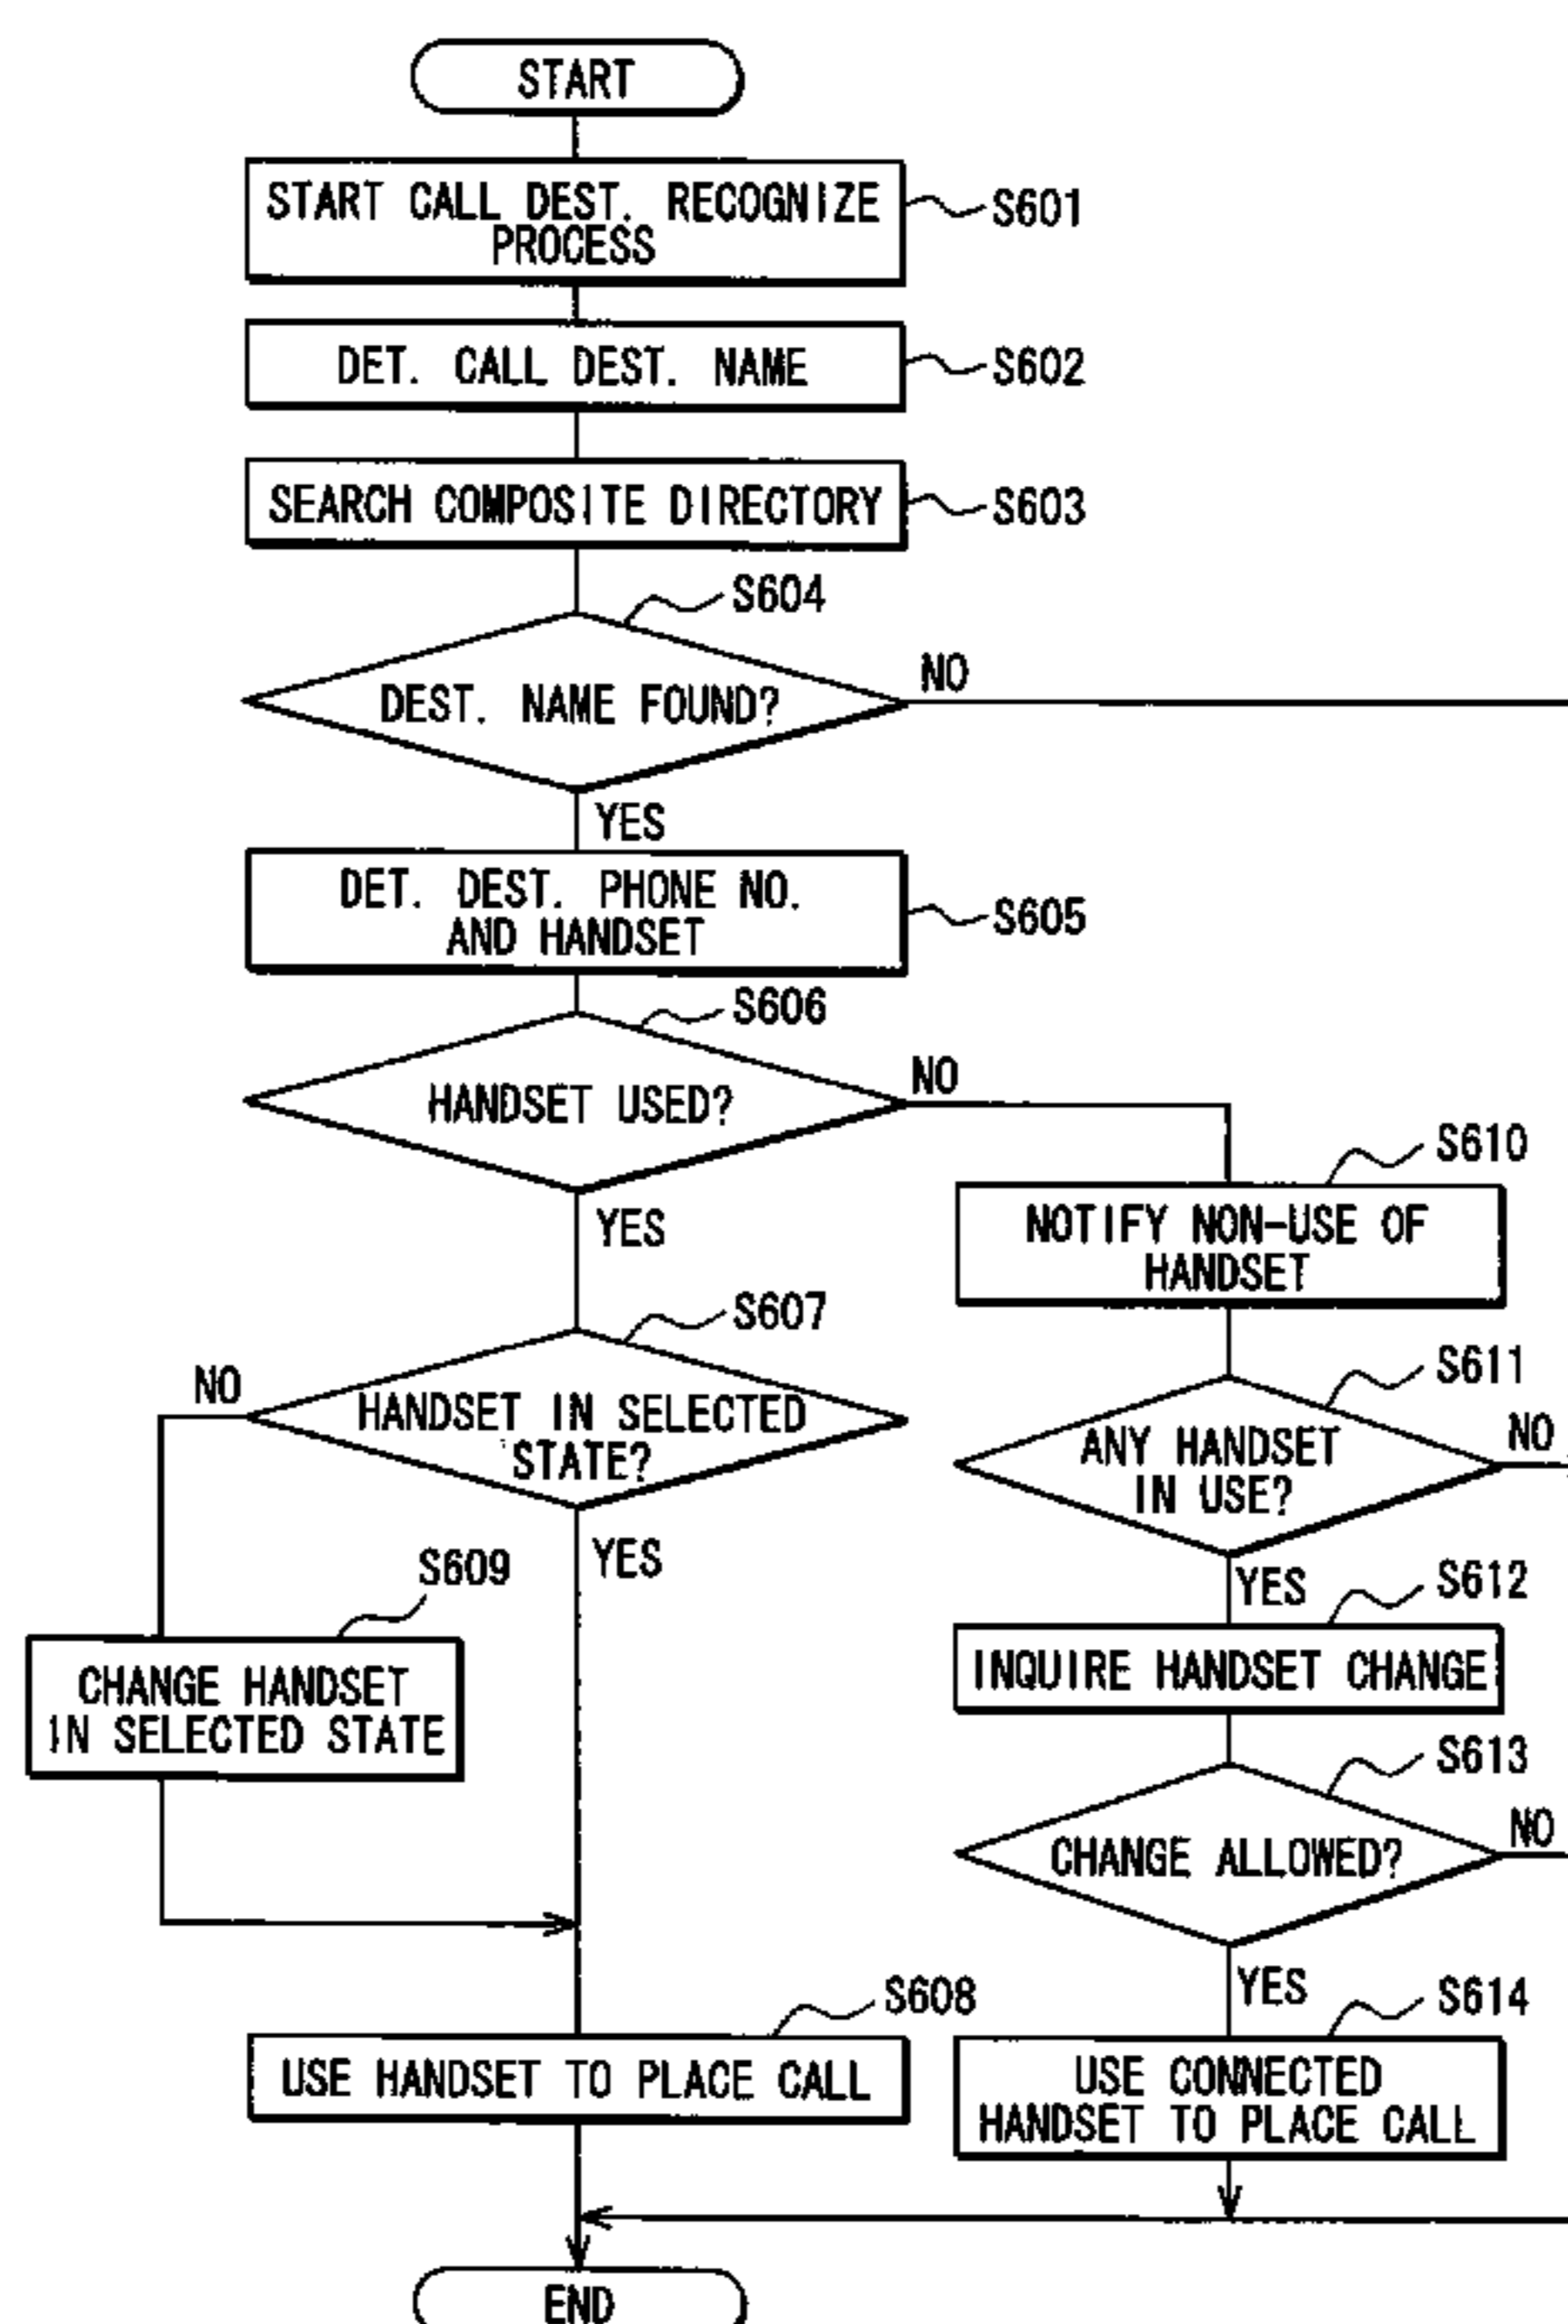 START
START CALL DEST. RECOGNIZE
PROCESS
S601
DET. CALL DEST. NAME
S602
SEARCH COMPOSITE DIRECTORY
S603
S604
DEST. NAME FOUND?
NO
YES
DET. DEST. PHONE NO.
AND HANDSET
S605
S606
HANDSET USED?
NO
YES
S610
NOTIFY NON-USE OF
HANDSET
S607
HANDSET IN SELECTED
STATE?
NO
YES
S611
ANY HANDSET
IN USE?
NO
YES
S609
CHANGE HANDSET
IN SELECTED STATE
S612
INQUIRE HANDSET CHANGE
S613
CHANGE ALLOWED?
NO
YES
S608
USE HANDSET TO PLACE CALL
S614
USE CONNECTED
HANDSET TO PLACE CALL
END